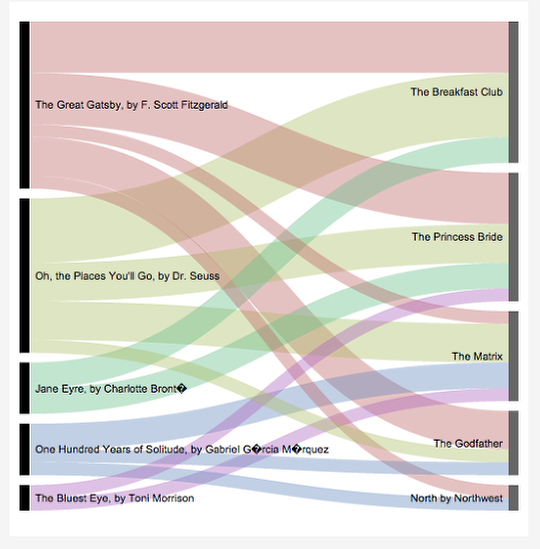 The Great Gatsby, by F. Scott Fitzgerald
Oh, the Places You'll Go, by Dr. Seuss
Jane Eyre, by Charlotte Bront�
One Hundred Years of Solitude, by Gabriel G�rcia M�rquez
The Bluest Eye, by Toni Morrison
The Breakfast Club
The Princess Bride
The Matrix
The Godfather
North by Northwest